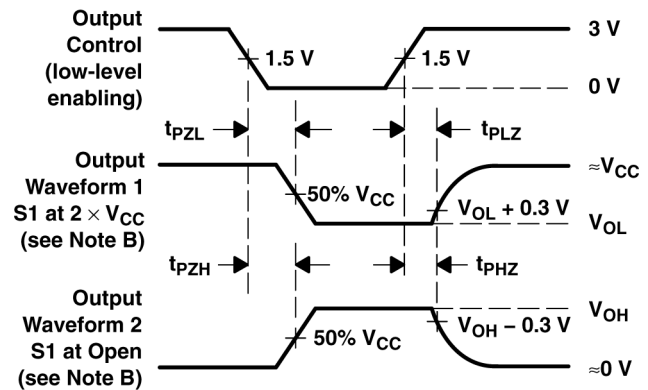 Output
Control
(low-level
enabling)
1.5 V
1.5 V
3 V
0 V
tPZL
tPLZ
Output
Waveform 1
S1 at 2 × VCC
(see Note B)
50% VCC
VOL + 0.3 V
≈VCC
VOL
tPZH
tPHZ
Output
Waveform 2
S1 at Open
(see Note B)
50% VCC
VOH − 0.3 V
VOH
≈0 V